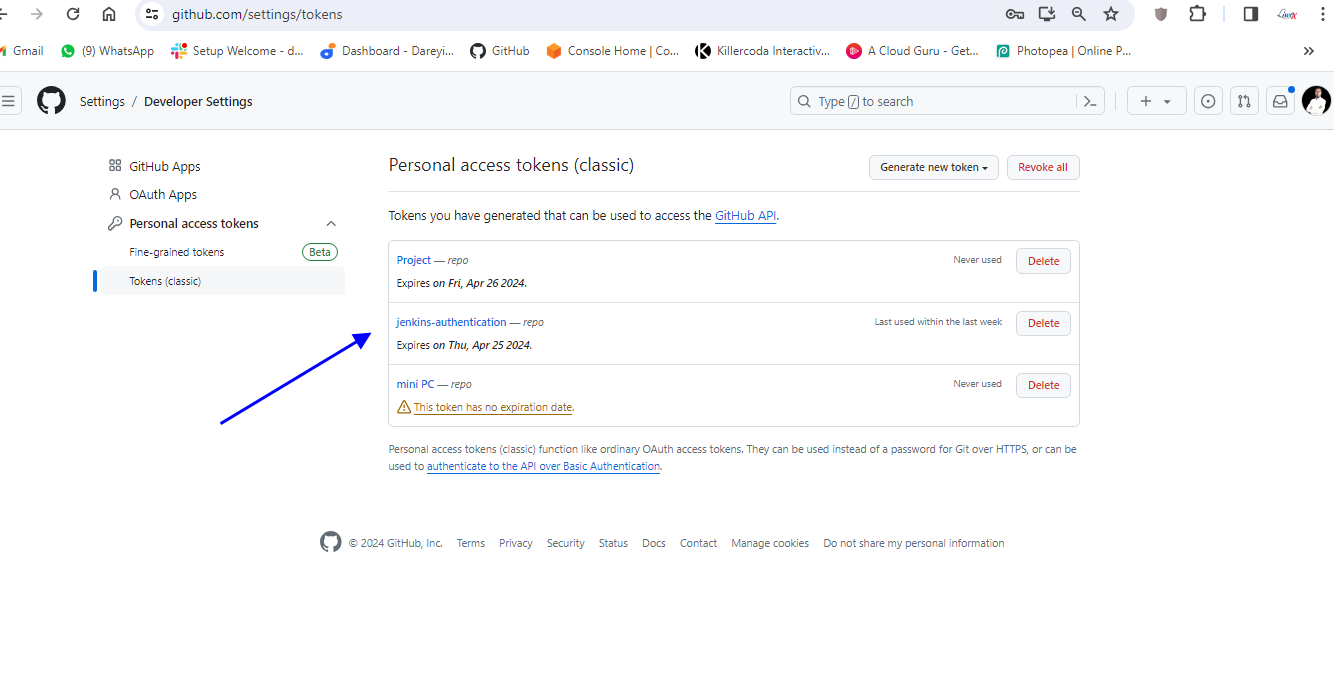 github.com/settings/tokens
Gmail (9) WhatsApp Setup Welcome - d... Dashboard - Dareyi... GitHub Console Home | Co... Killercoda Interactiv... A Cloud Guru - Get... Photopea | Online P... »
Settings / Developer Settings
Type / to search
GitHub Apps
OAuth Apps
Personal access tokens
Fine-grained tokens Beta
Tokens (classic)
Personal access tokens (classic) Generate new token Revoke all
Tokens you have generated that can be used to access the GitHub API.
Project — repo Never used Delete
Expires on Fri, Apr 26 2024.
jenkins-authentication — repo Last used within the last week Delete
Expires on Thu, Apr 25 2024.
mini PC — repo Never used Delete
This token has no expiration date.
Personal access tokens (classic) function like ordinary OAuth access tokens. They can be used instead of a password for Git over HTTPS, or can be
used to authenticate to the API over Basic Authentication.
© 2024 GitHub, Inc. Terms Privacy Security Status Docs Contact Manage cookies Do not share my personal information